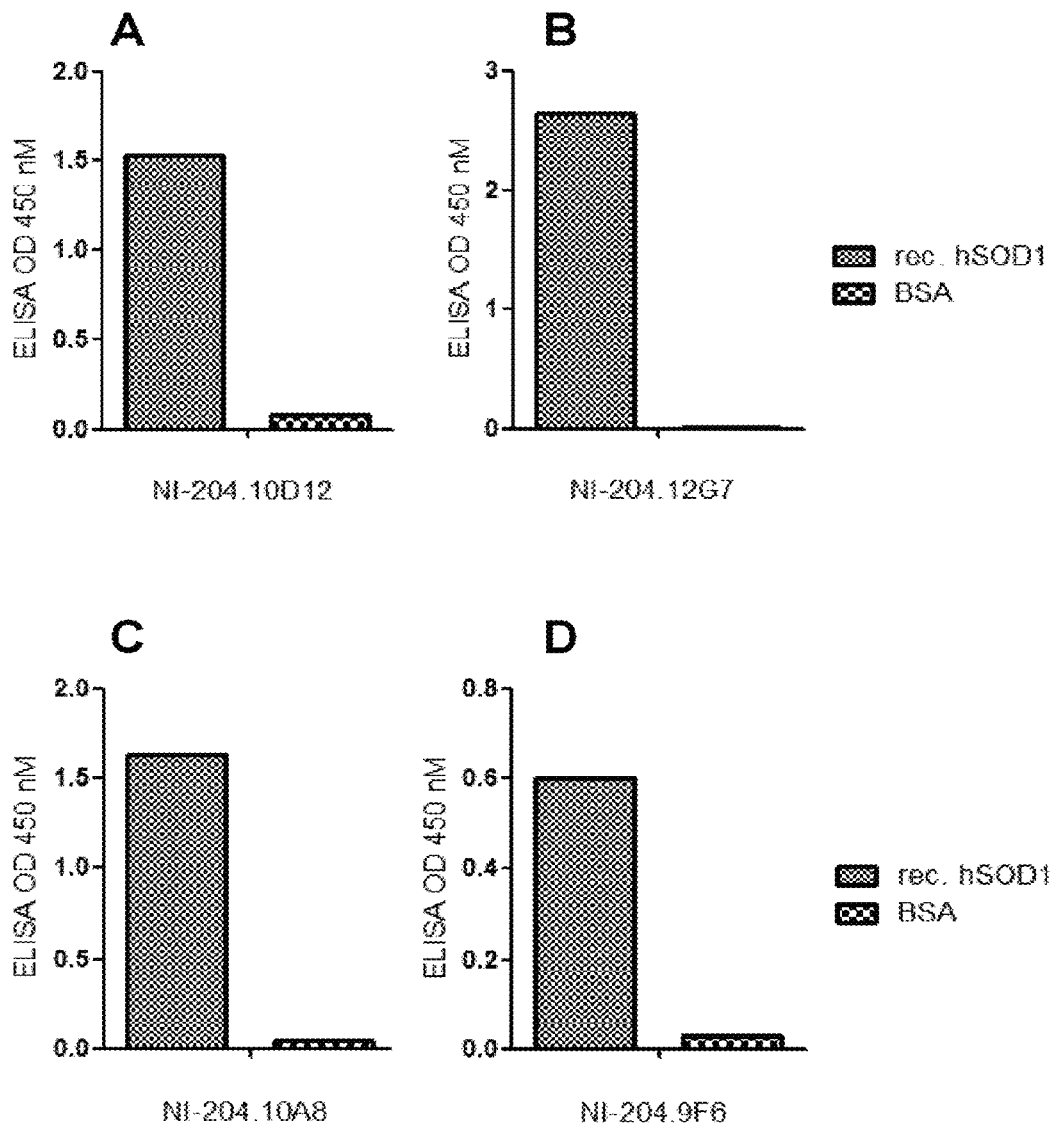 A
B
2.0
1.5
1.0
0.5
0.0
ELISA OD 450 nM
NI-204.10D12
3
2
1
0
ELISA OD 450 nM
NI-204.12G7
rec. hSOD1
BSA
C
D
2.0
1.5
1.0
0.5
0.0
ELISA OD 450 nM
NI-204.10A8
0.8
0.6
0.4
0.2
0.0
ELISA OD 450 nM
NI-204.9F6
rec. hSOD1
BSA